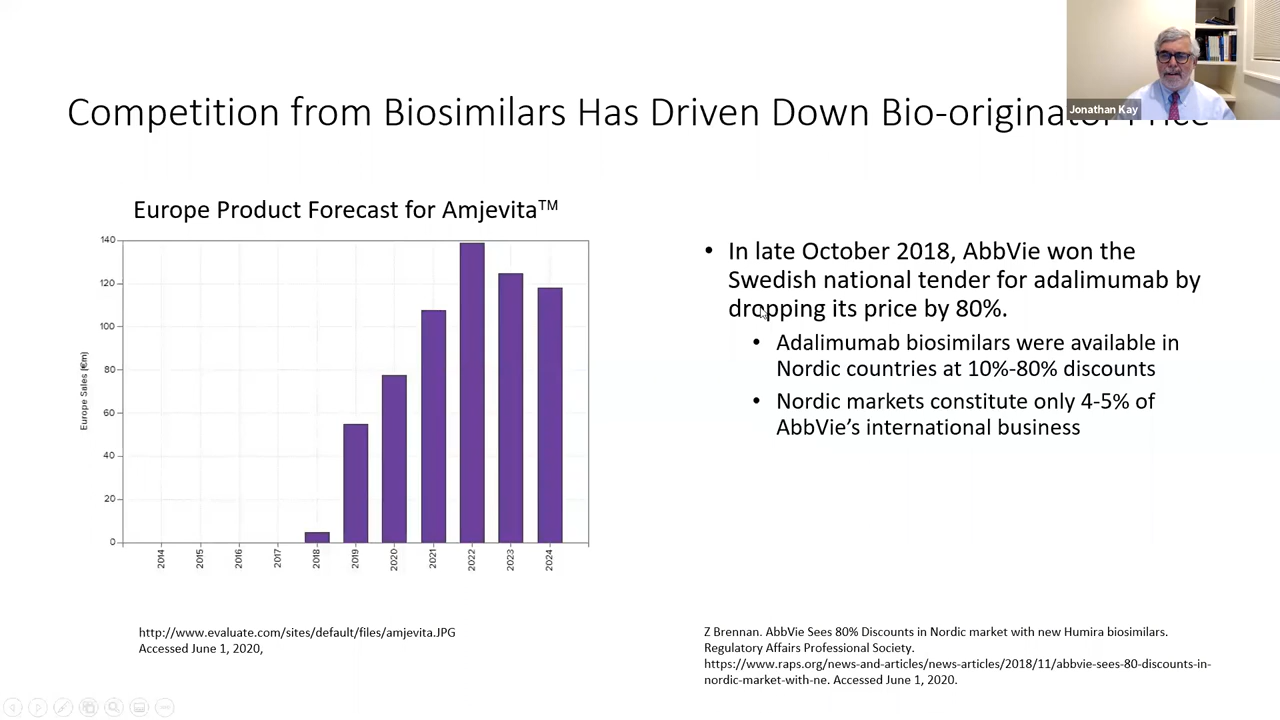 Jonathan Kay
Competition from Biosimilars Has Driven Down Bio-originator Price
Europe Product Forecast for Amjevita™
140
120
100
80
60
40
20
0
Europe Sales (€m)
2014 2015 2016 2017 2018 2019 2020 2021 2022 2023 2024
• In late October 2018, AbbVie won the
Swedish national tender for adalimumab by
dropping its price by 80%.
• Adalimumab biosimilars were available in
Nordic countries at 10%-80% discounts
• Nordic markets constitute only 4-5% of
AbbVie's international business
http://www.evaluate.com/sites/default/files/amjevita.JPG
Accessed June 1, 2020,
Z Brennan. AbbVie Sees 80% Discounts in Nordic market with new Humira biosimilars.
Regulatory Affairs Professional Society.
https://www.raps.org/news-and-articles/news-articles/2018/11/abbvie-sees-80-discounts-in-
nordic-market-with-ne. Accessed June 1, 2020.